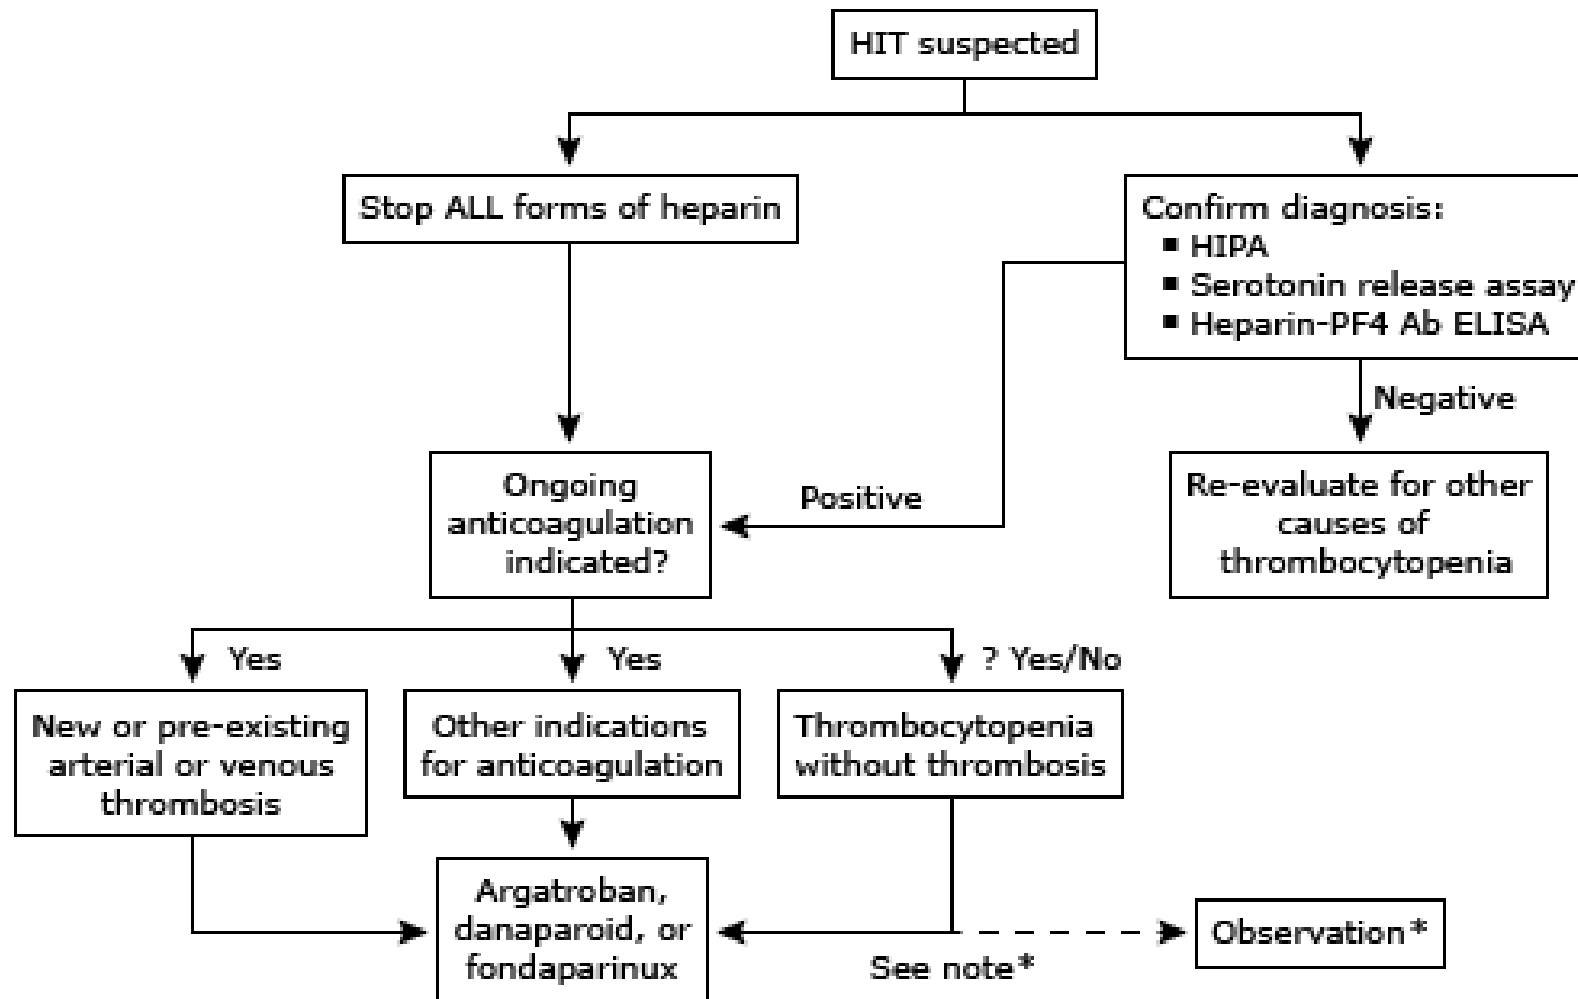 HIT suspected
Stop ALL forms of heparin
Confirm diagnosis:
▪ HIPA
▪ Serotonin release assay
▪ Heparin-PF4 Ab ELISA
Negative
Ongoing
anticoagulation
indicated?
Positive
Re-evaluate for other
causes of
thrombocytopenia
Yes
Yes
? Yes/No
New or pre-existing
arterial or venous
thrombosis
Other indications
for anticoagulation
Thrombocytopenia
without thrombosis
Argatroban,
danaparoid, or
fondaparinux
See note*
Observation*